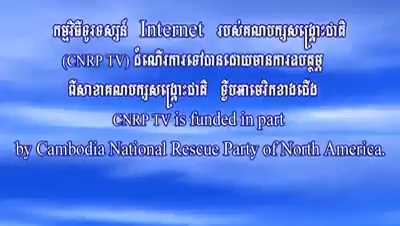 កម្មវិធីទូរទស្សន៍ Internet របស់គណបក្សសង្គ្រោះជាតិ
(CNRP TV) ដំណើរការទៅបានដោយមានការឧបត្ថម្ភ
ពីសាខាគណបក្សសង្គ្រោះជាតិ ទ្វីបអាមេរិកខាងជើង
CNRP TV is funded in part
by Cambodia National Rescue Party of North America.